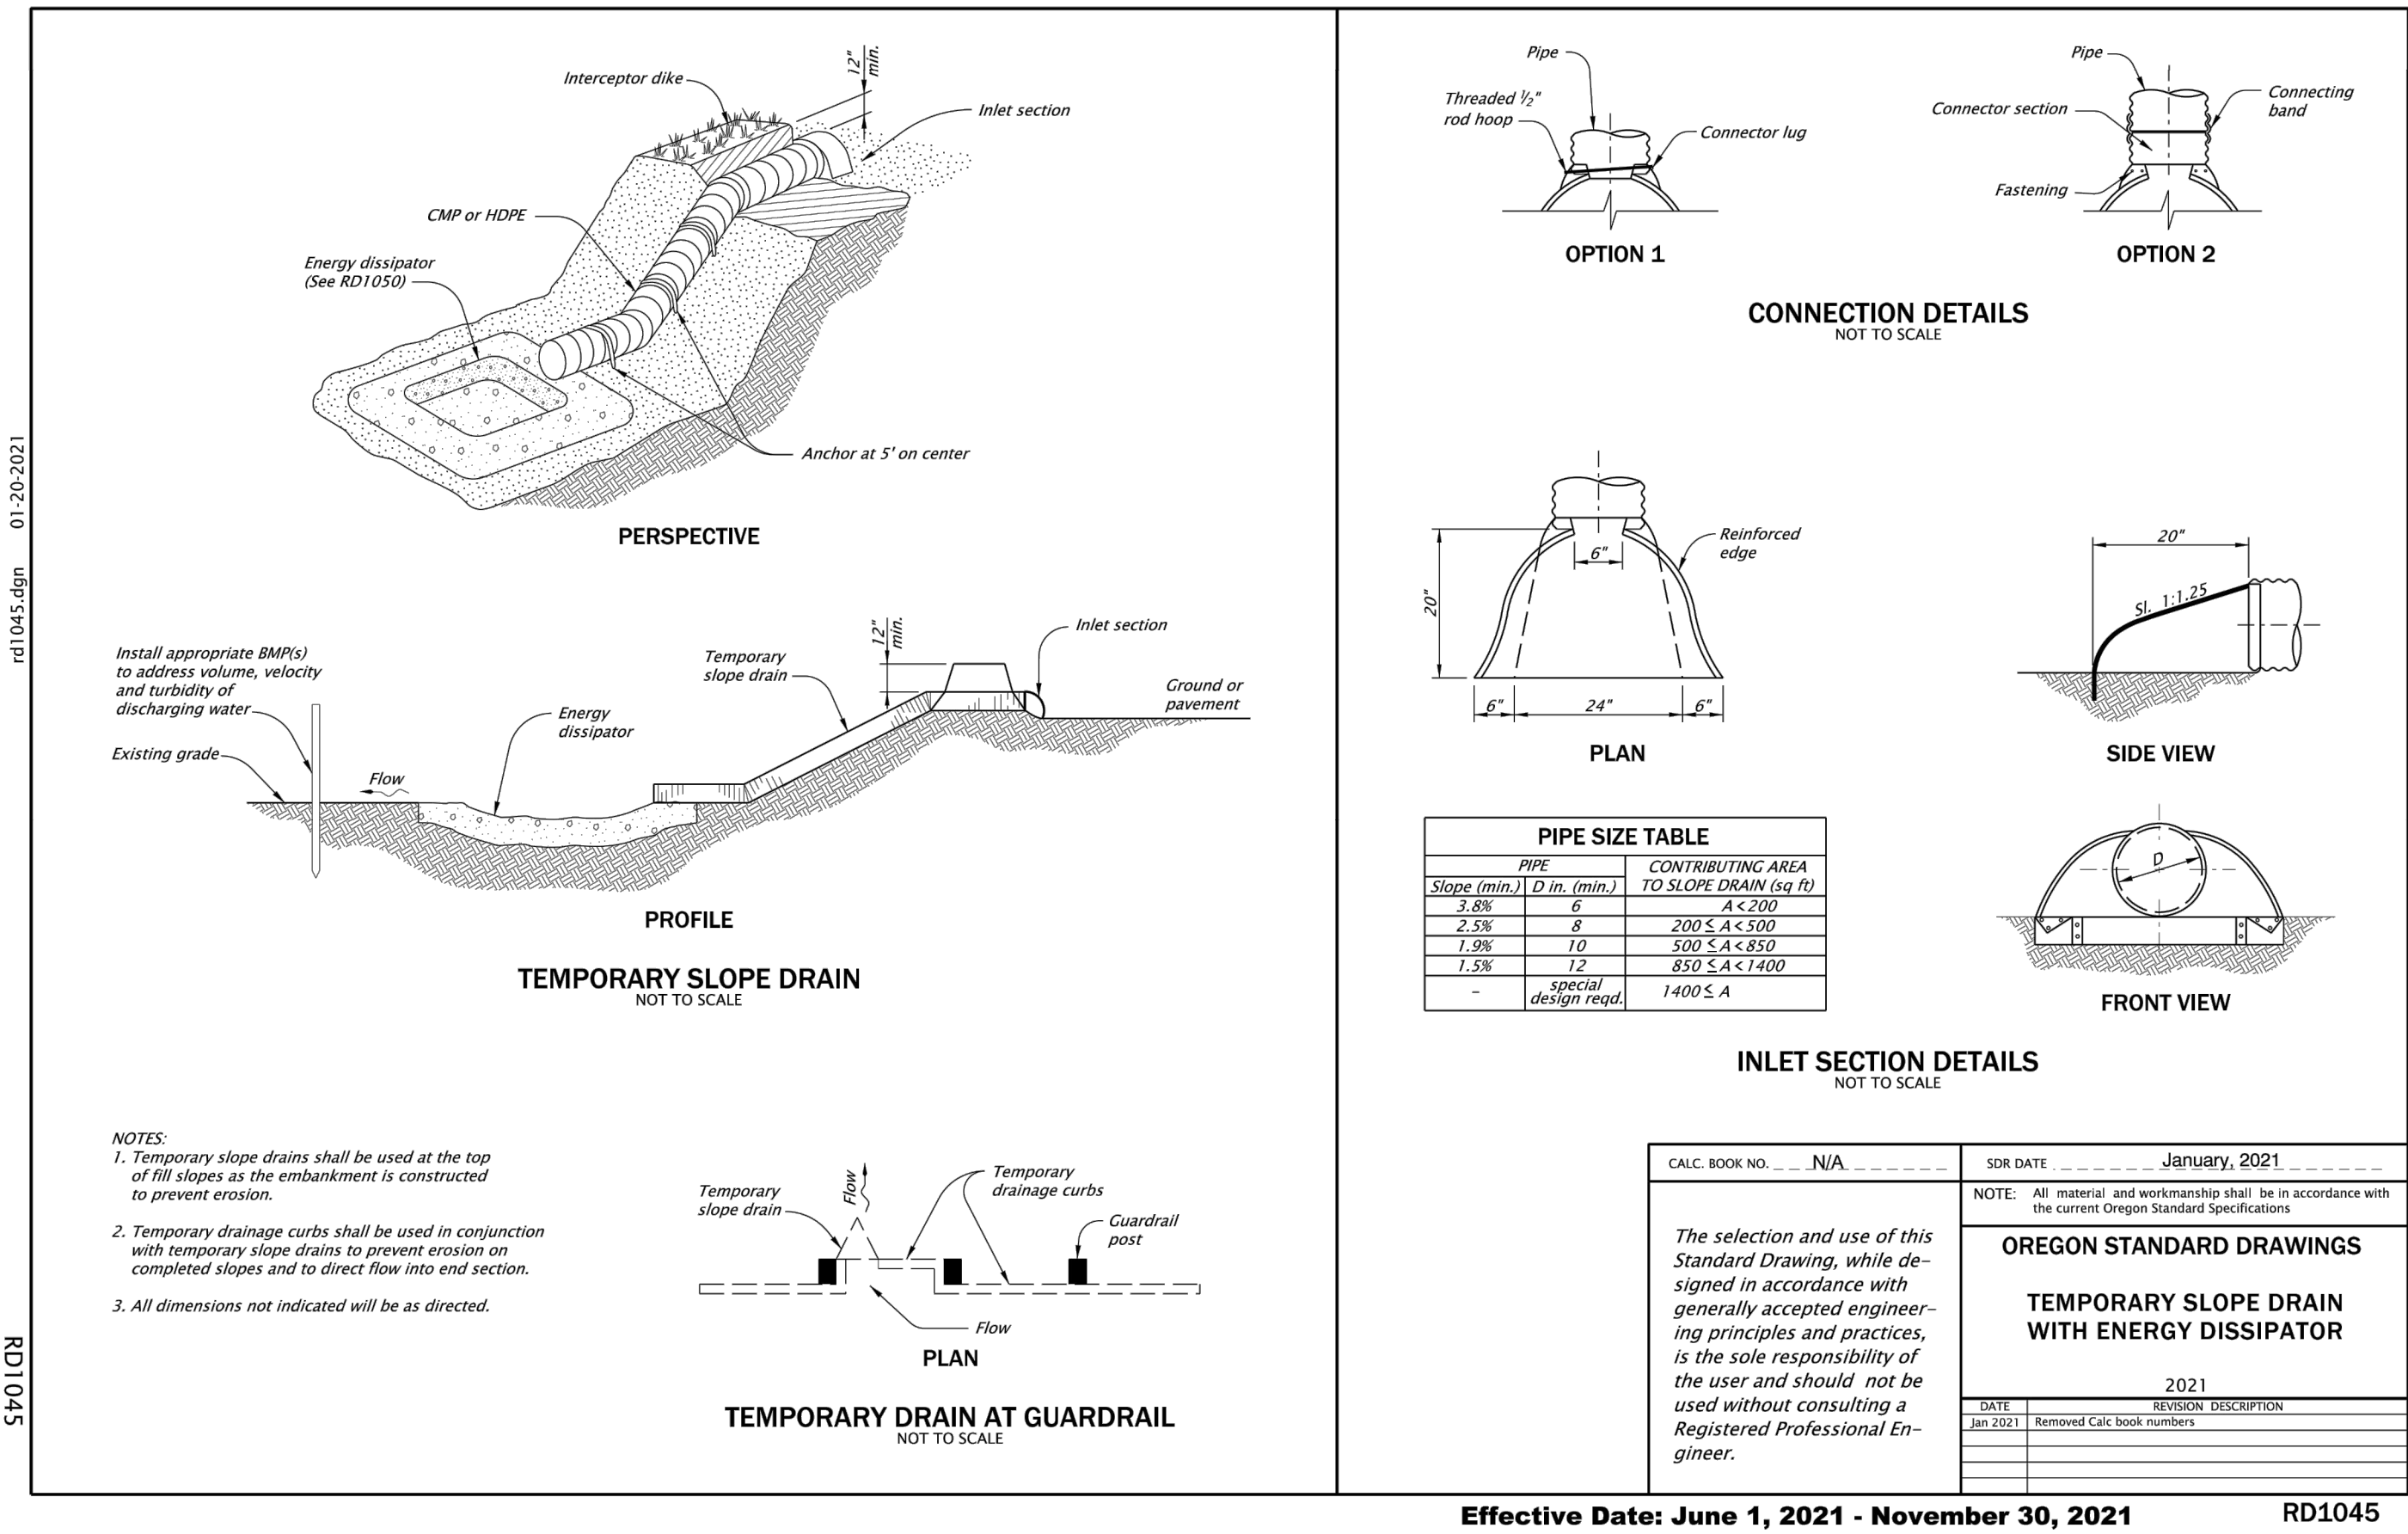 rd1045.dgn 01-20-2021
RD1045
Interceptor dike
12"
min.
Inlet section
CMP or HDPE
Energy dissipator
(See RD1050)
Anchor at 5' on center
PERSPECTIVE
Install appropriate BMP(s)
to address volume, velocity
and turbidity of
discharging water
Existing grade
Flow
Energy
dissipator
Temporary
slope drain
12"
min.
Inlet section
Ground or
pavement
PROFILE
TEMPORARY SLOPE DRAIN
NOT TO SCALE
NOTES:
1. Temporary slope drains shall be used at the top
of fill slopes as the embankment is constructed
to prevent erosion.
2. Temporary drainage curbs shall be used in conjunction
with temporary slope drains to prevent erosion on
completed slopes and to direct flow into end section.
3. All dimensions not indicated will be as directed.
Temporary
slope drain
Flow
Temporary
drainage curbs
Guardrail
post
Flow
PLAN
TEMPORARY DRAIN AT GUARDRAIL
NOT TO SCALE
Pipe
Threaded ½"
rod hoop
Connector lug
OPTION 1
Pipe
Connector section
Connecting
band
Fastening
OPTION 2
CONNECTION DETAILS
NOT TO SCALE
Reinforced
edge
6"
20"
6" 24" 6"
PLAN
20"
Sl. 1:1.25
SIDE VIEW
PIPE SIZE TABLE
PIPE CONTRIBUTING AREA
Slope (min.) D in. (min.) TO SLOPE DRAIN (sq ft)
3.8% 6 A < 200
2.5% 8 200 ≤ A < 500
1.9% 10 500 ≤ A < 850
1.5% 12 850 ≤ A < 1400
– special
design reqd. 1400 ≤ A
D
FRONT VIEW
INLET SECTION DETAILS
NOT TO SCALE
CALC. BOOK NO. N/A
SDR DATE January, 2021
NOTE: All material and workmanship shall be in accordance with
the current Oregon Standard Specifications
The selection and use of this
Standard Drawing, while de-
signed in accordance with
generally accepted engineer-
ing principles and practices,
is the sole responsibility of
the user and should not be
used without consulting a
Registered Professional En-
gineer.
OREGON STANDARD DRAWINGS
TEMPORARY SLOPE DRAIN
WITH ENERGY DISSIPATOR
2021
DATE REVISION DESCRIPTION
Jan 2021 Removed Calc book numbers
Effective Date: June 1, 2021 - November 30, 2021
RD1045